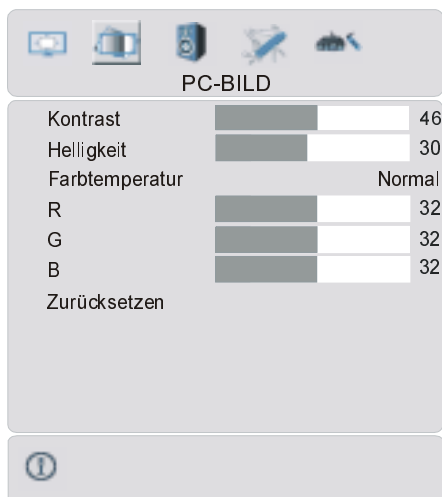 PC-BILD
Kontrast 46
Helligkeit 30
Farbtemperatur Normal
R 32
G 32
B 32
Zurücksetzen